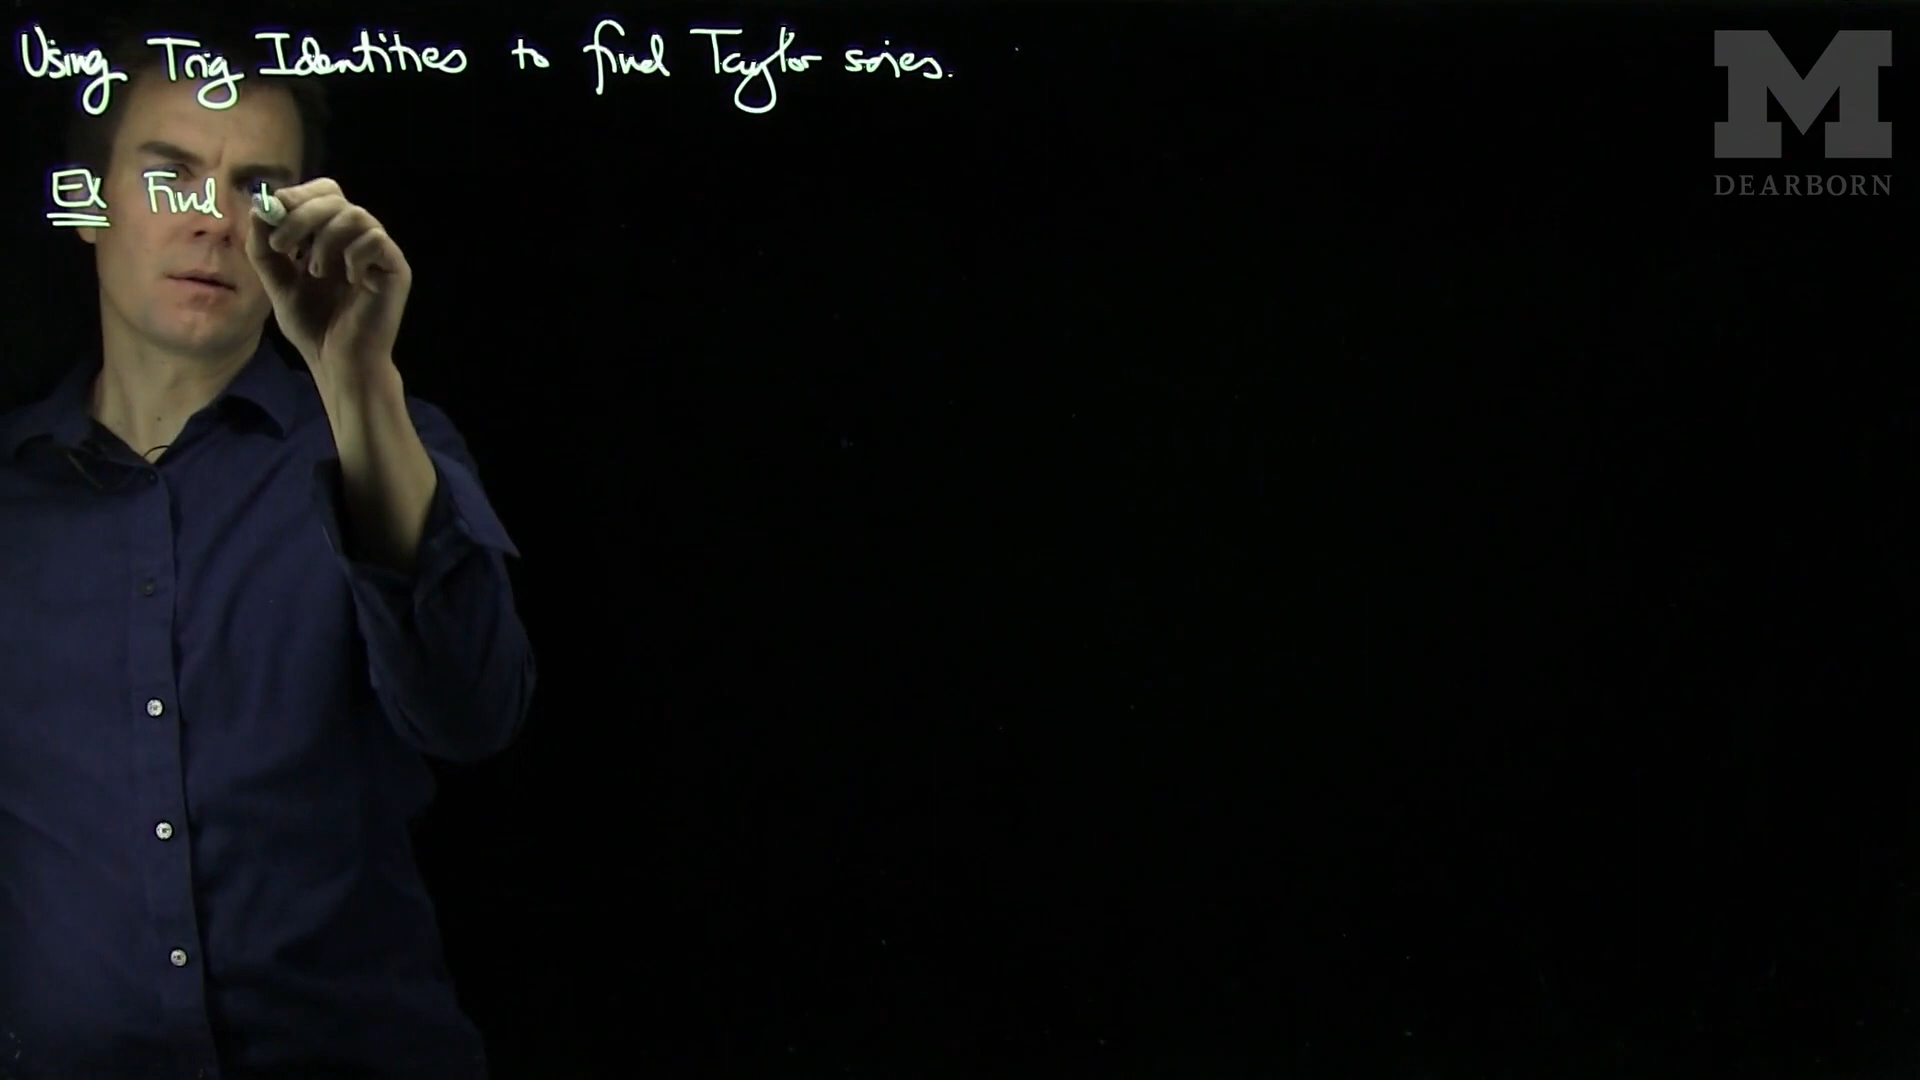 Using Trig Identities to find Taylor series.
Ex Find
M
DEARBORN